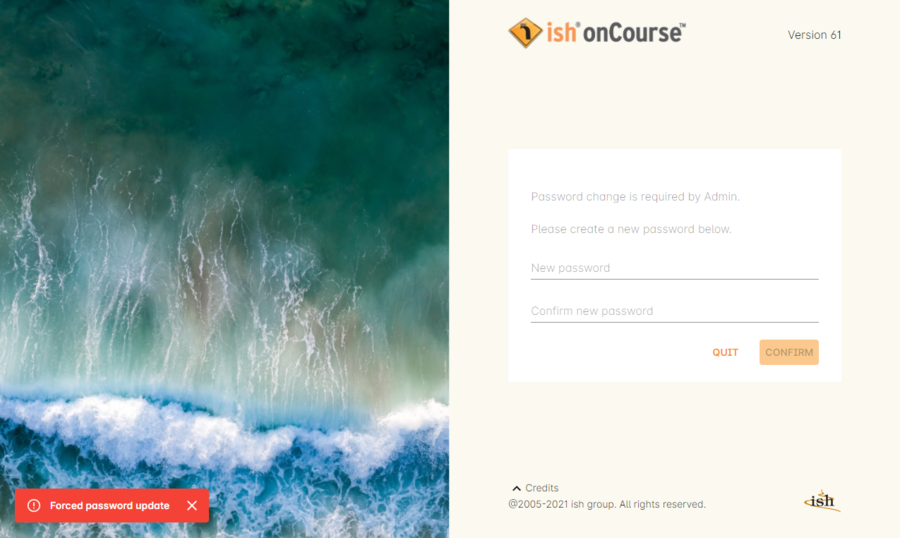 ish® onCourse™
Version 61
Password change is required by Admin.
Please create a new password below.
New password
Confirm new password
QUIT
CONFIRM
Credits
@2005-2021 ish group. All rights reserved.
ish
Forced password update